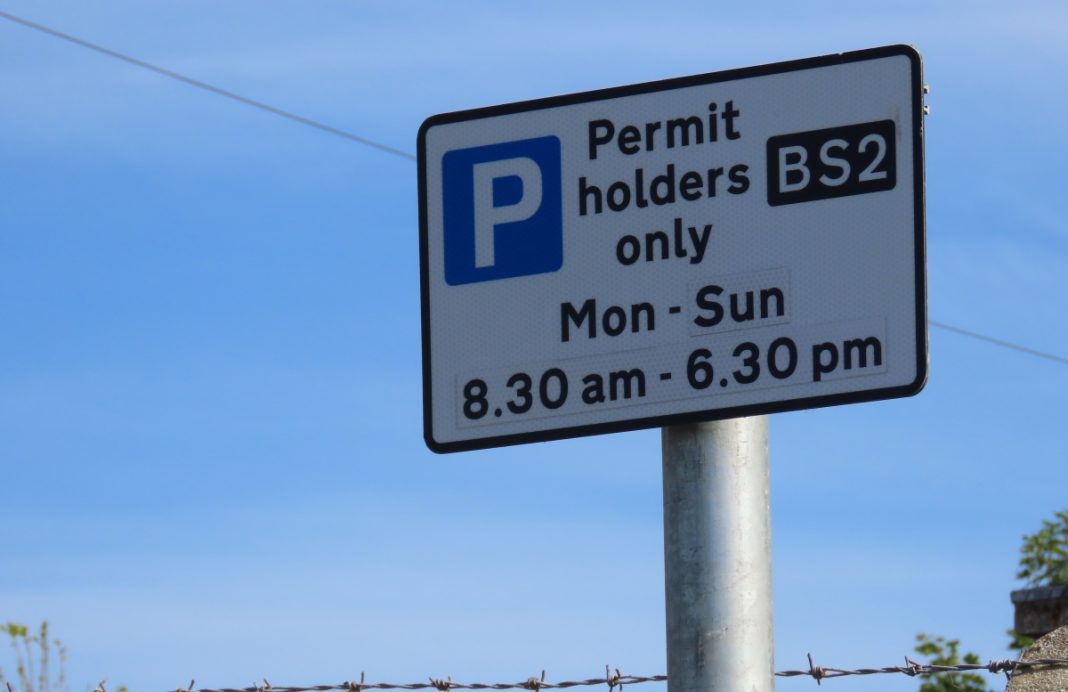 P
Permit
holders
only
BS2
Mon - Sun
8.30 am - 6.30 pm